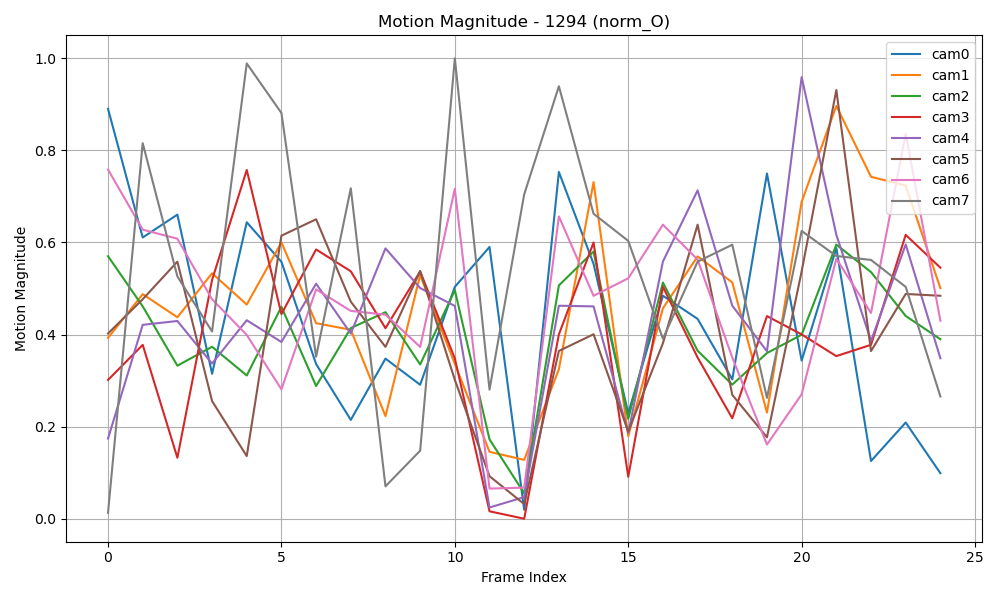 Motion Magnitude - 1294 (norm_O)
cam0
cam1
cam2
cam3
cam4
cam5
cam6
cam7
Motion Magnitude
1.0
0.8
0.6
0.4
0.2
0.0
0 5 10 15 20 25
Frame Index